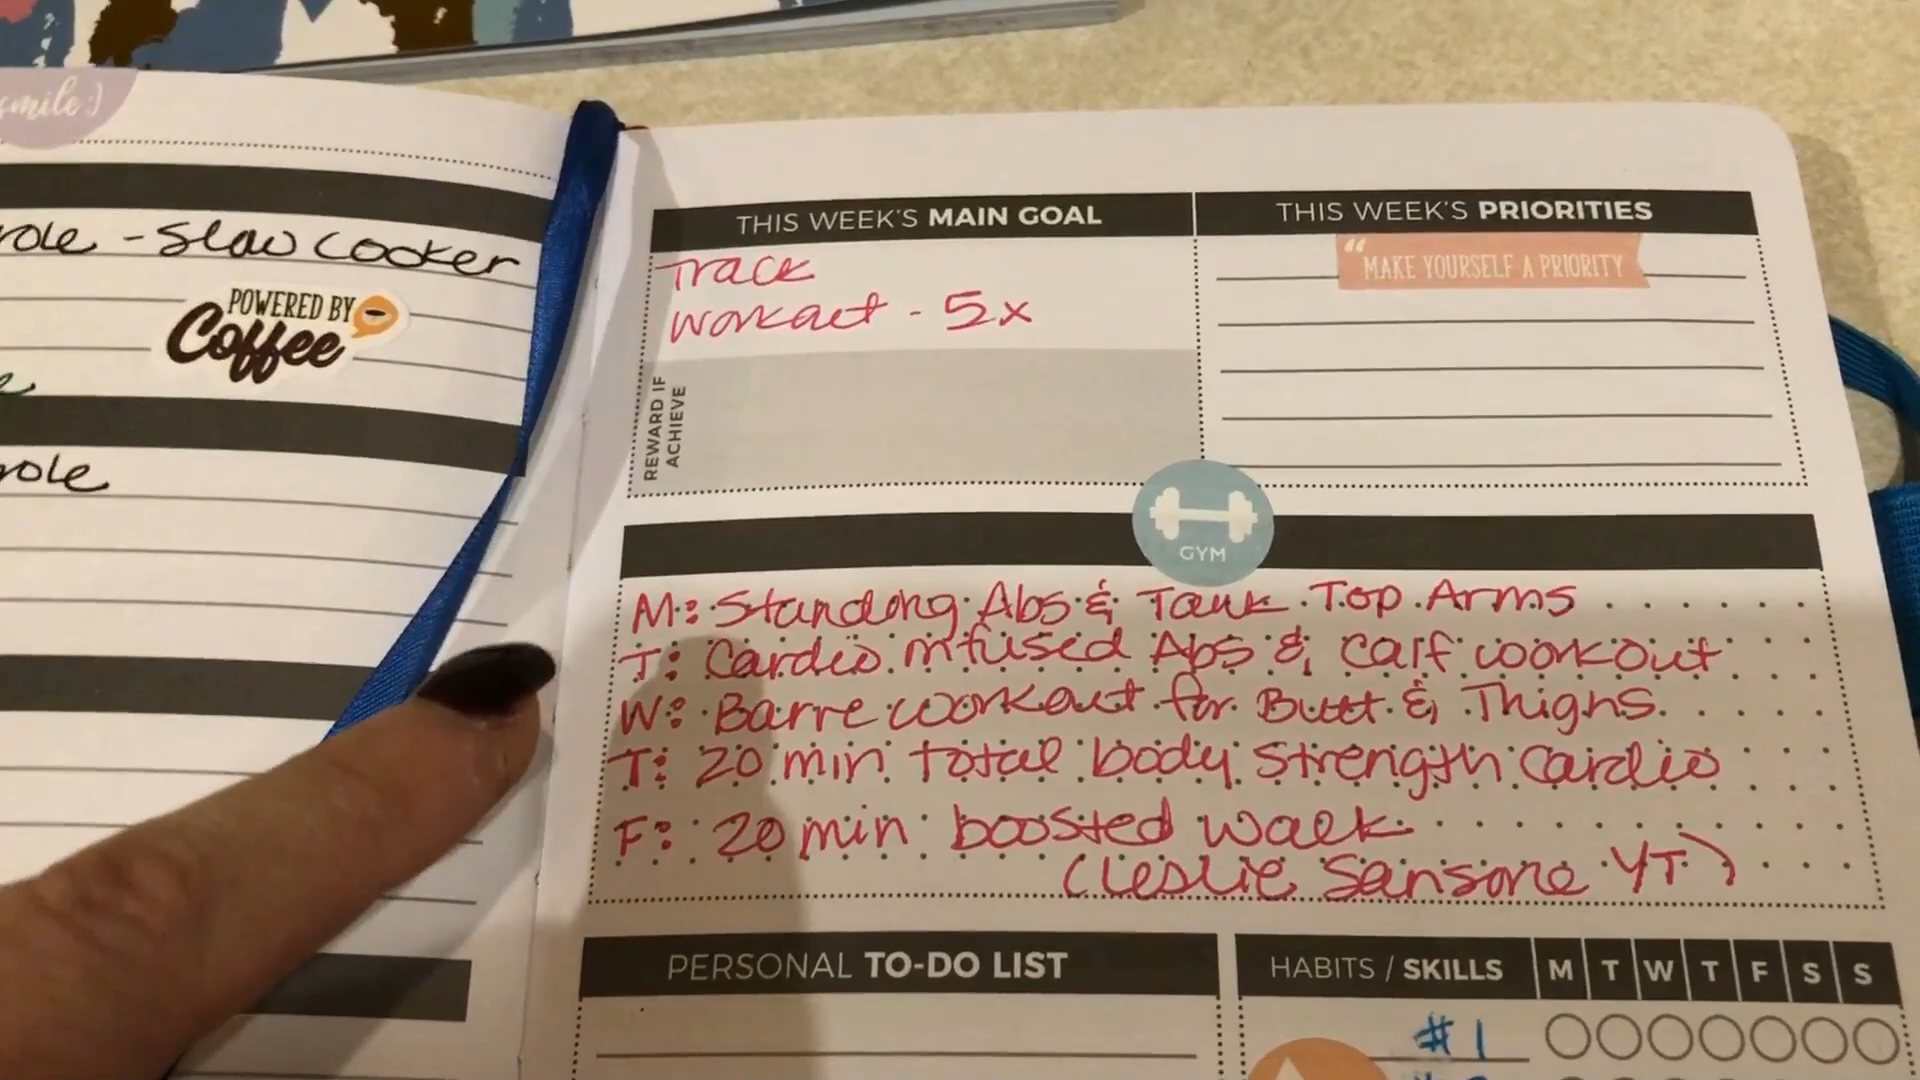 smile :)
role - Slow cooker
POWERED BY
Coffee
role
THIS WEEK'S MAIN GOAL
Track
workout - 5x
REWARD IF
ACHIEVE
THIS WEEK'S PRIORITIES
"MAKE YOURSELF A PRIORITY
GYM
M: Standing Abs & Tank Top Arms
T: Cardio infused Abs & Calf workout
W: Barre workout for Butt & Thighs
T: 20 min total body Strength Cardio
F: 20 min boosted walk
(Leslie Sansone YT)
PERSONAL TO-DO LIST
HABITS / SKILLS M T W T F S S
#1